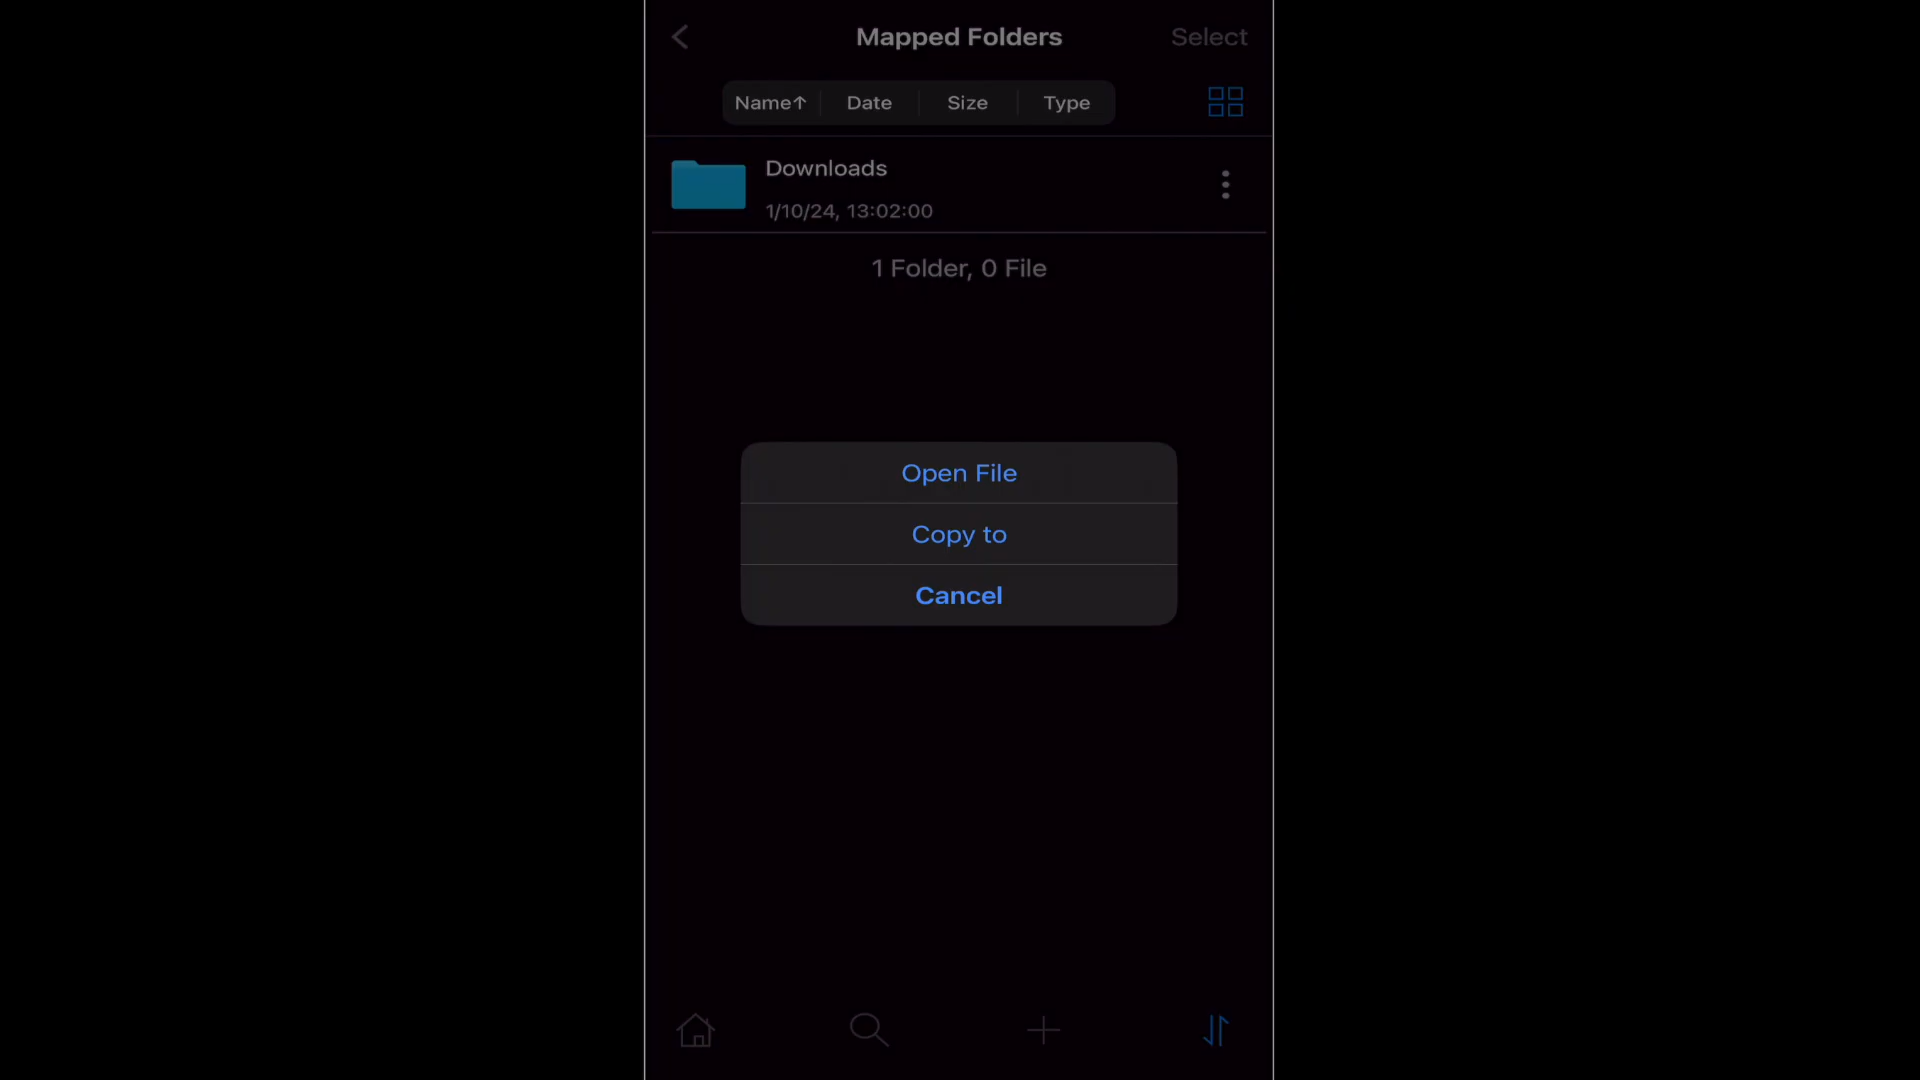 Mapped Folders
Select
Name↑ Date Size Type
Downloads
1/10/24, 13:02:00
1 Folder, 0 File
Open File
Copy to
Cancel